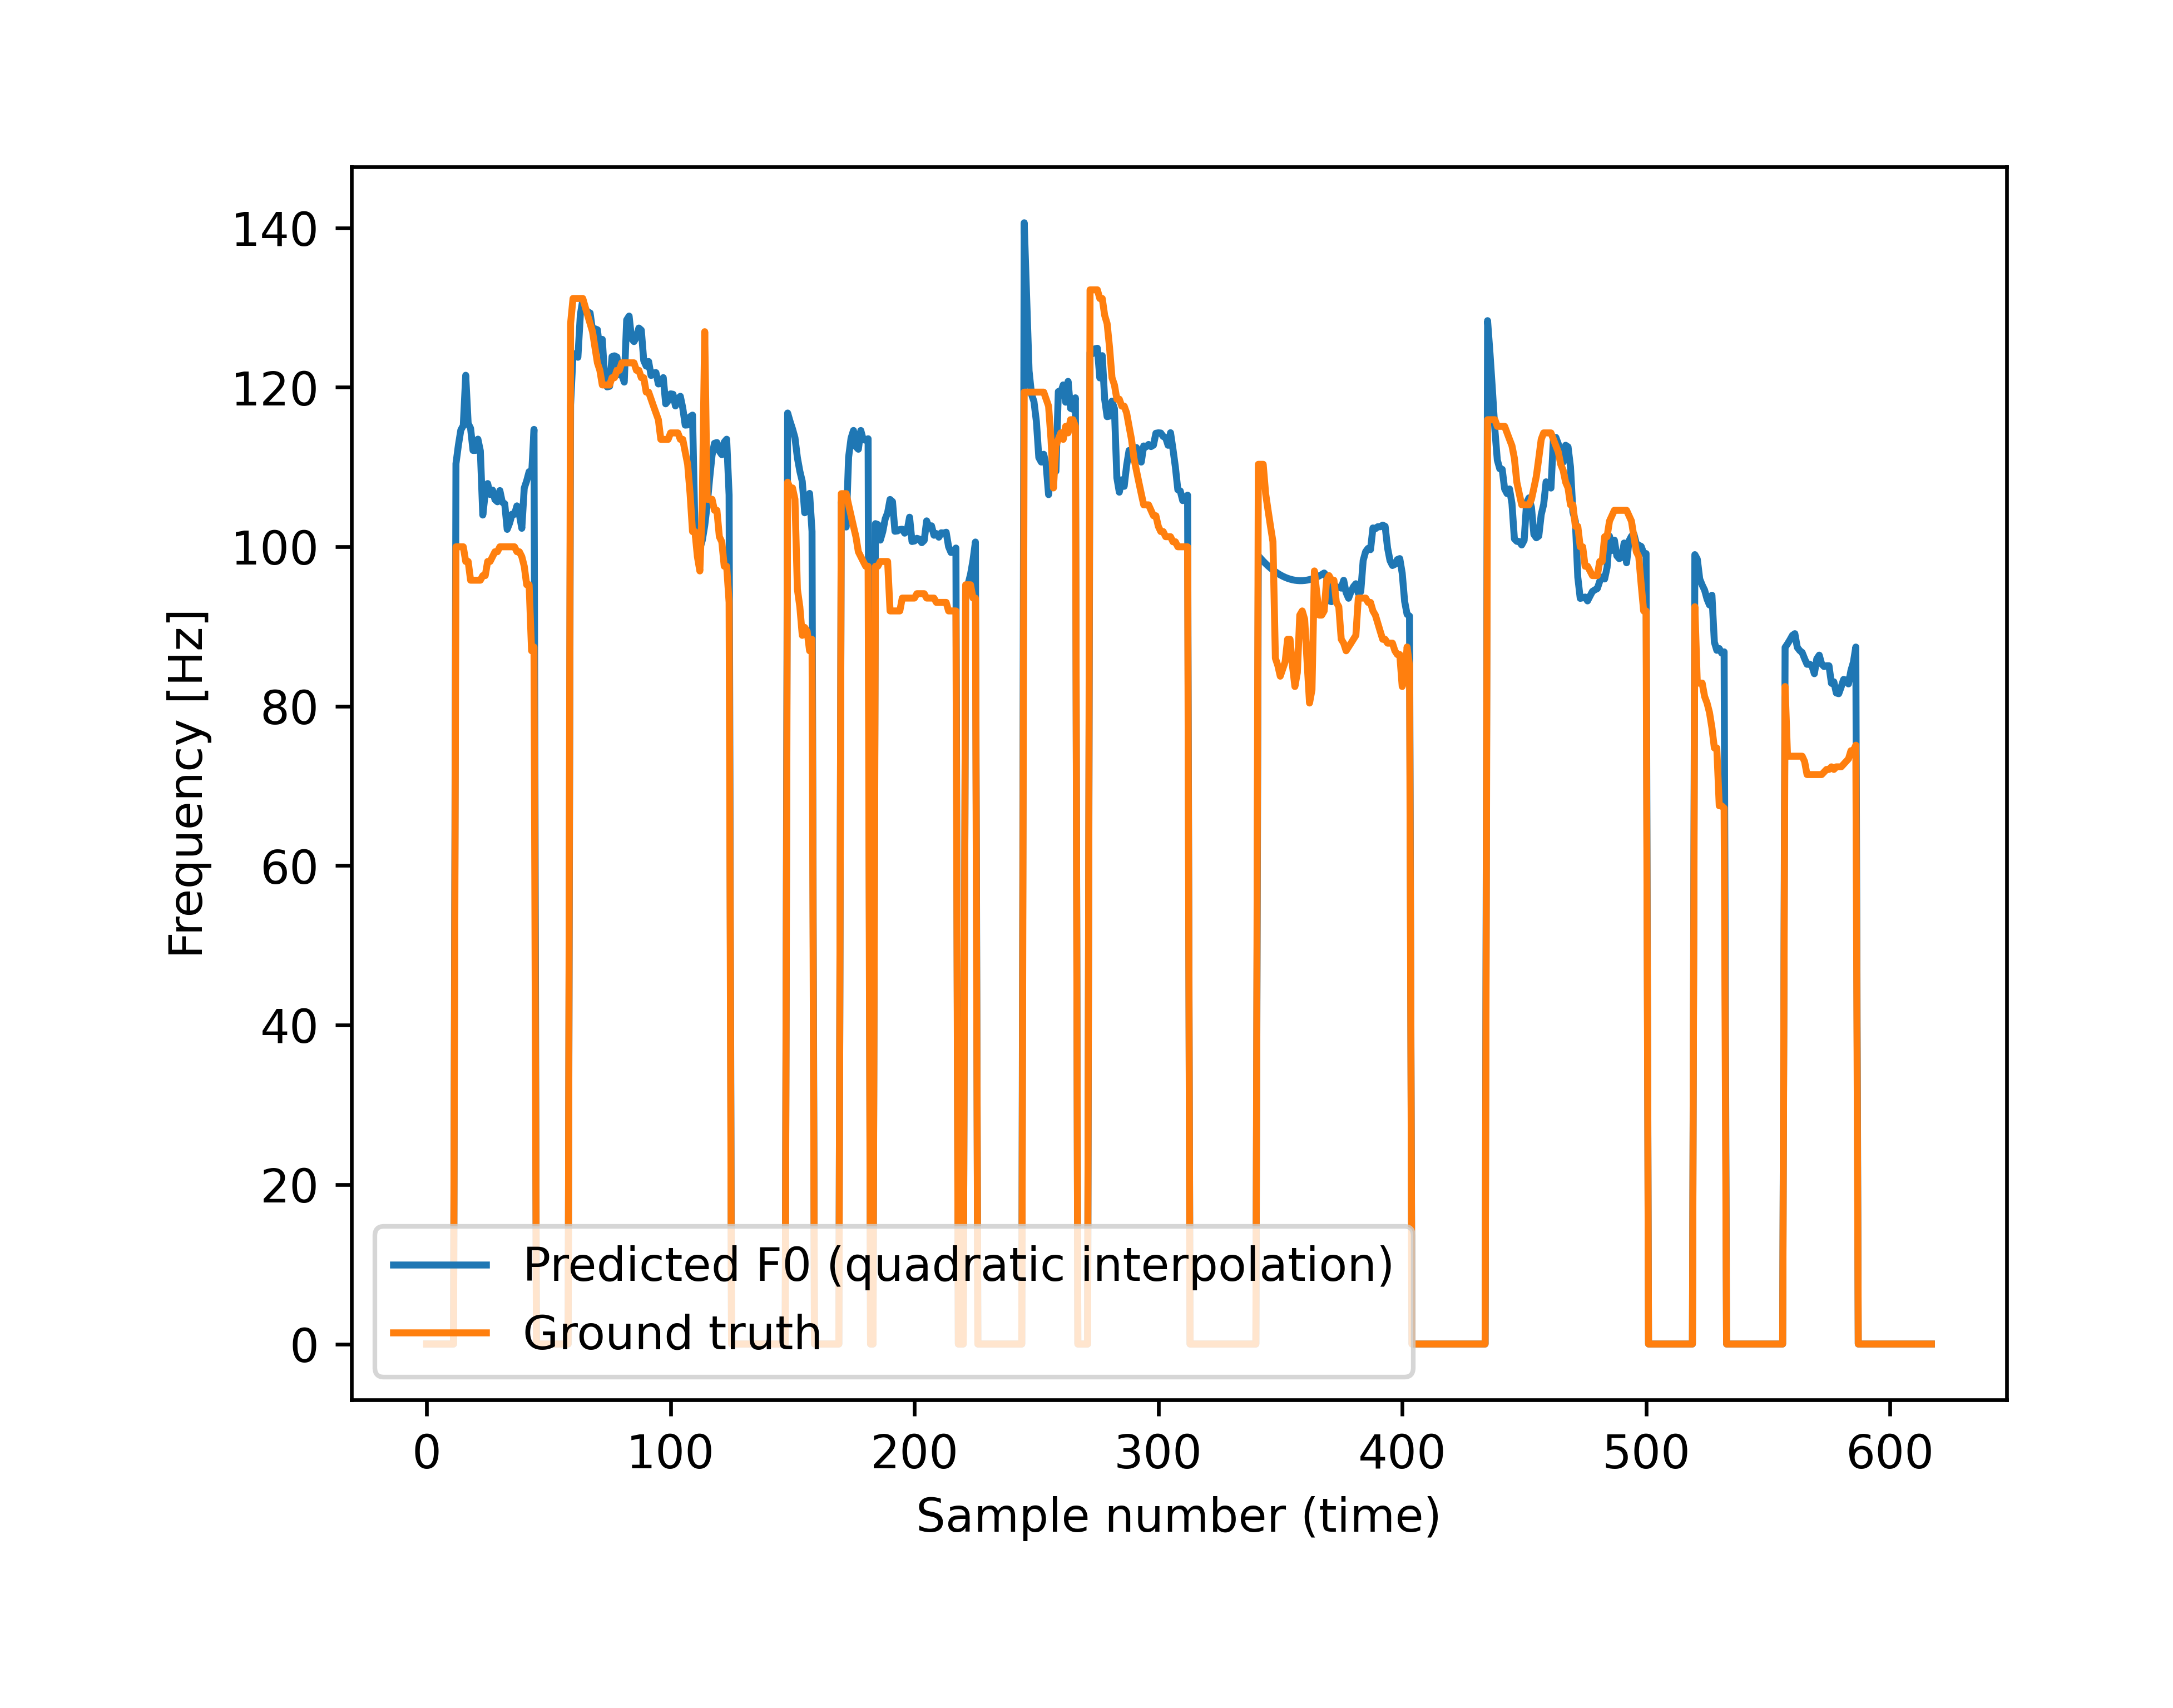 140
120
100
80
60
40
20
0
Frequency [Hz]
Predicted F0 (quadratic interpolation)
Ground truth
0 100 200 300 400 500 600
Sample number (time)